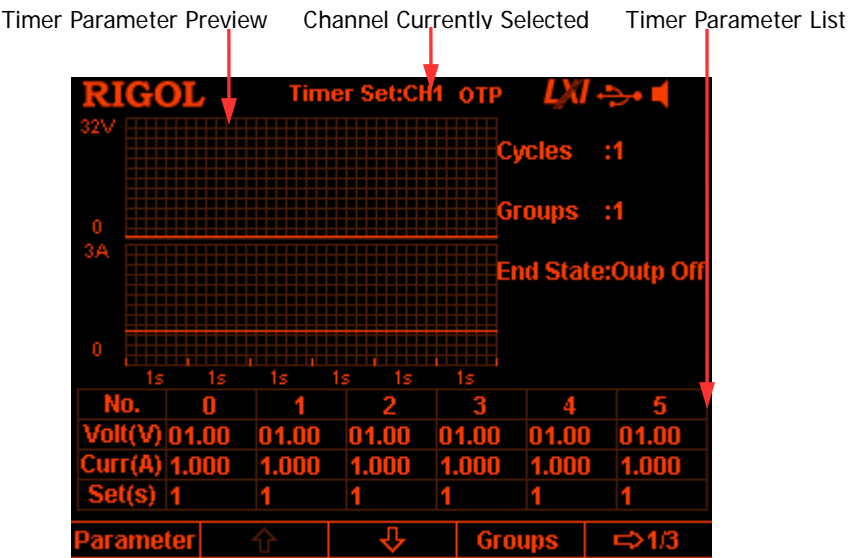 Timer Parameter Preview Channel Currently Selected Timer Parameter List
RIGOL Timer Set:CH1 OTP LXI
32V
Cycles :1
Groups :1
0
3A
End State:Outp Off
0
1s 1s 1s 1s 1s 1s
No. 0 1 2 3 4 5
Volt(V) 01.00 01.00 01.00 01.00 01.00 01.00
Curr(A) 1.000 1.000 1.000 1.000 1.000 1.000
Set(s) 1 1 1 1 1 1
Parameter Groups 1/3